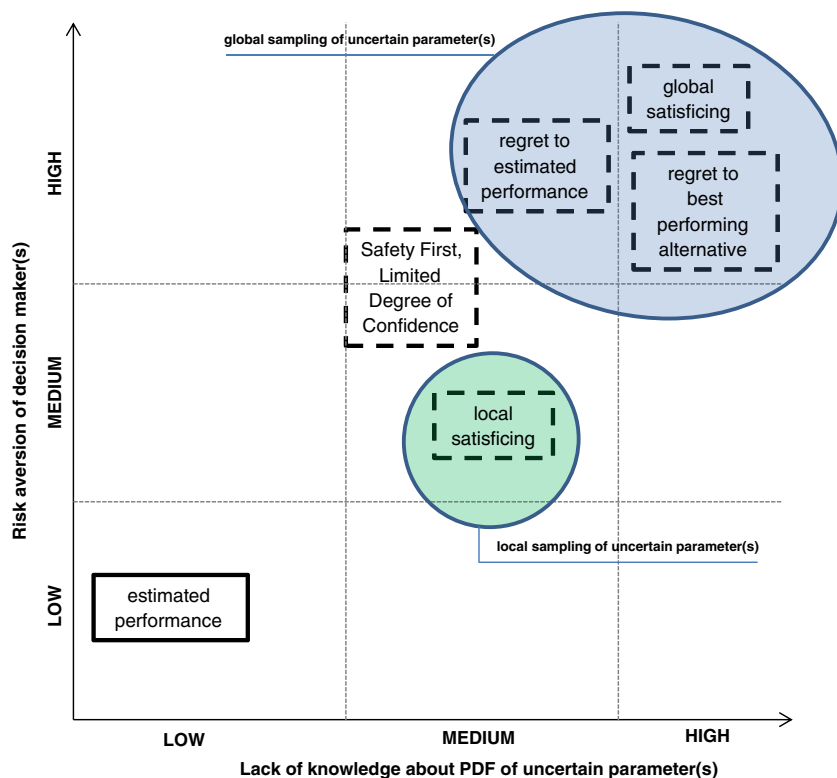 global sampling of uncertain parameter(s)
global
satisficing
regret to
estimated
performance
regret to
best
performing
alternative
Safety First,
Limited
Degree of
Confidence
local
satisficing
local sampling of uncertain parameter(s)
estimated
performance
Risk aversion of decision maker(s)
HIGH
MEDIUM
LOW
LOW
MEDIUM
HIGH
Lack of knowledge about PDF of uncertain parameter(s)